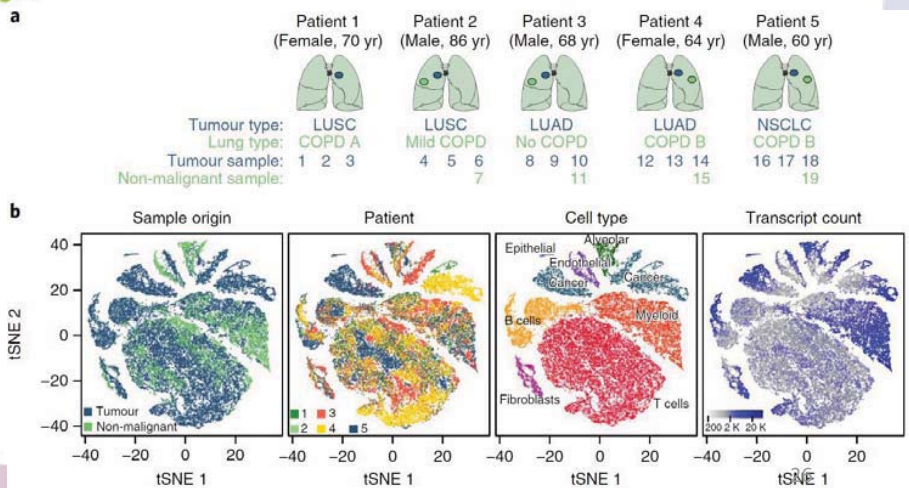 a
Patient 1 Patient 2 Patient 3 Patient 4 Patient 5
(Female, 70 yr) (Male, 86 yr) (Male, 68 yr) (Female, 64 yr) (Male, 60 yr)
Tumour type: LUSC LUSC LUAD LUAD NSCLC
Lung type: COPD A Mild COPD No COPD COPD B COPD B
Tumour sample: 1 2 3 4 5 6 8 9 10 12 13 14 16 17 18
Non-malignant sample: 7 11 15 19
b
Sample origin Patient Cell type Transcript count
tSNE 2
40
20
0
−20
−40
Tumour
Non-malignant
1 3
2 4 5
Alveolar
Epithelial
Endothelial
Cancer
Cancer
Myeloid
B cells
Fibroblasts
T cells
200 2 K 20 K
−40 −20 0 20 −40 −20 0 20 −40 −20 0 20 −40 −20 0 20
tSNE 1 tSNE 1 tSNE 1 tSNE 1
36